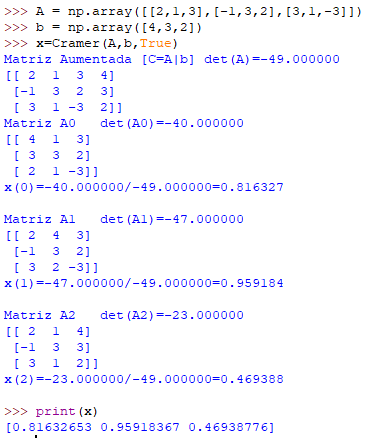 >>> A = np.array([[2,1,3],[-1,3,2],[3,1,-3]])
>>> b = np.array([4,3,2])
>>> x=Cramer(A,b,True)
Matriz Aumentada [C=A|b] det(A)=-49.000000
[[ 2  1  3  4]
 [-1  3  2  3]
 [ 3  1 -3  2]]
Matriz A0   det(A0)=-40.000000
[[ 4  1  3]
 [ 3  3  2]
 [ 2  1 -3]]
x(0)=-40.000000/-49.000000=0.816327
Matriz A1   det(A1)=-47.000000
[[ 2  4  3]
 [-1  3  2]
 [ 3  2 -3]]
x(1)=-47.000000/-49.000000=0.959184
Matriz A2   det(A2)=-23.000000
[[ 2  1  4]
 [-1  3  3]
 [ 3  1  2]]
x(2)=-23.000000/-49.000000=0.469388
>>> print(x)
[0.81632653 0.95918367 0.46938776]